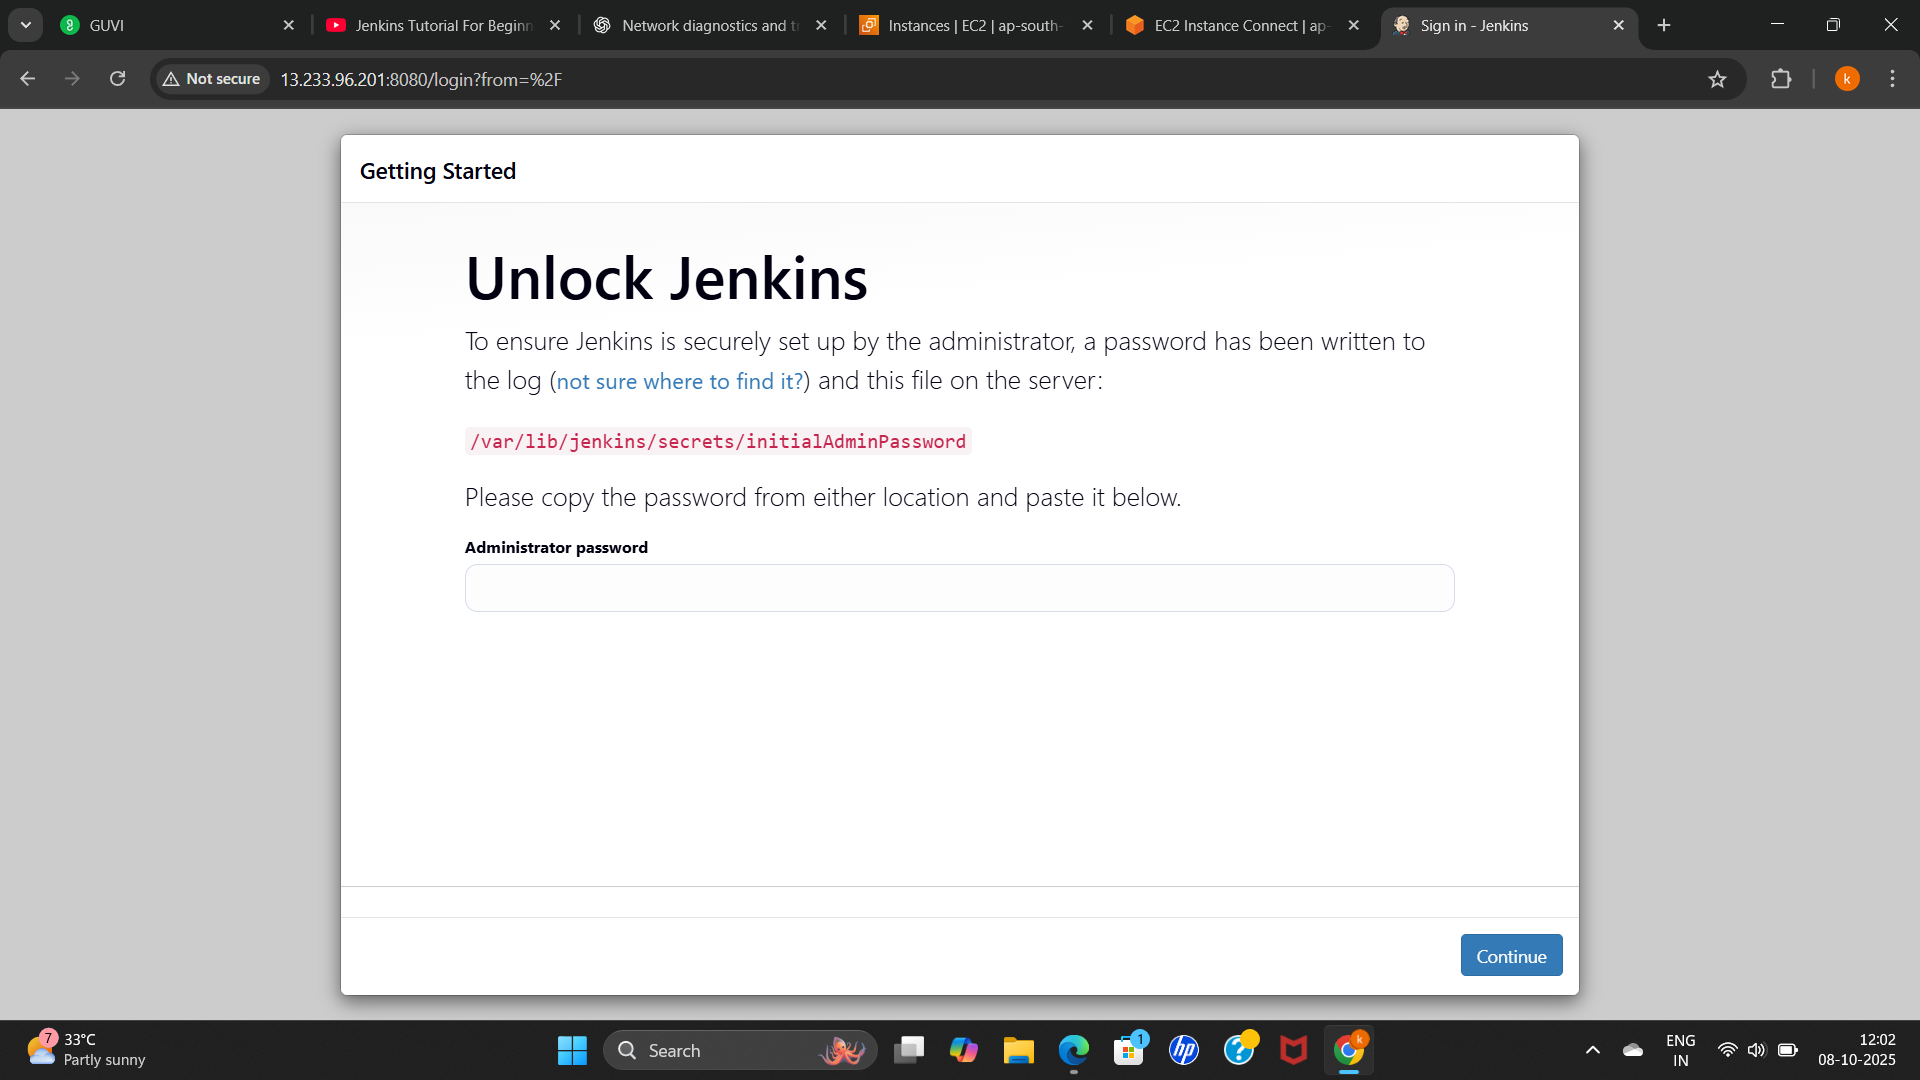 GUVI
Jenkins Tutorial For Beginn
Network diagnostics and t
Instances | EC2 | ap-south-
EC2 Instance Connect | ap-
Sign in - Jenkins
Not secure
13.233.96.201:8080/login?from=%2F
k
Getting Started
Unlock Jenkins
To ensure Jenkins is securely set up by the administrator, a password has been written to
the log (not sure where to find it?) and this file on the server:
/var/lib/jenkins/secrets/initialAdminPassword
Please copy the password from either location and paste it below.
Administrator password
Continue
7
33°C
Partly sunny
Search
1
hp
?
k
ENG
IN
12:02
08-10-2025